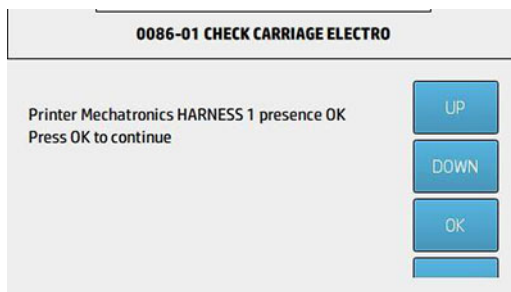 0086-01 CHECK CARRIAGE ELECTRO
Printer Mechatronics HARNESS 1 presence OK
Press OK to continue
UP
DOWN
OK